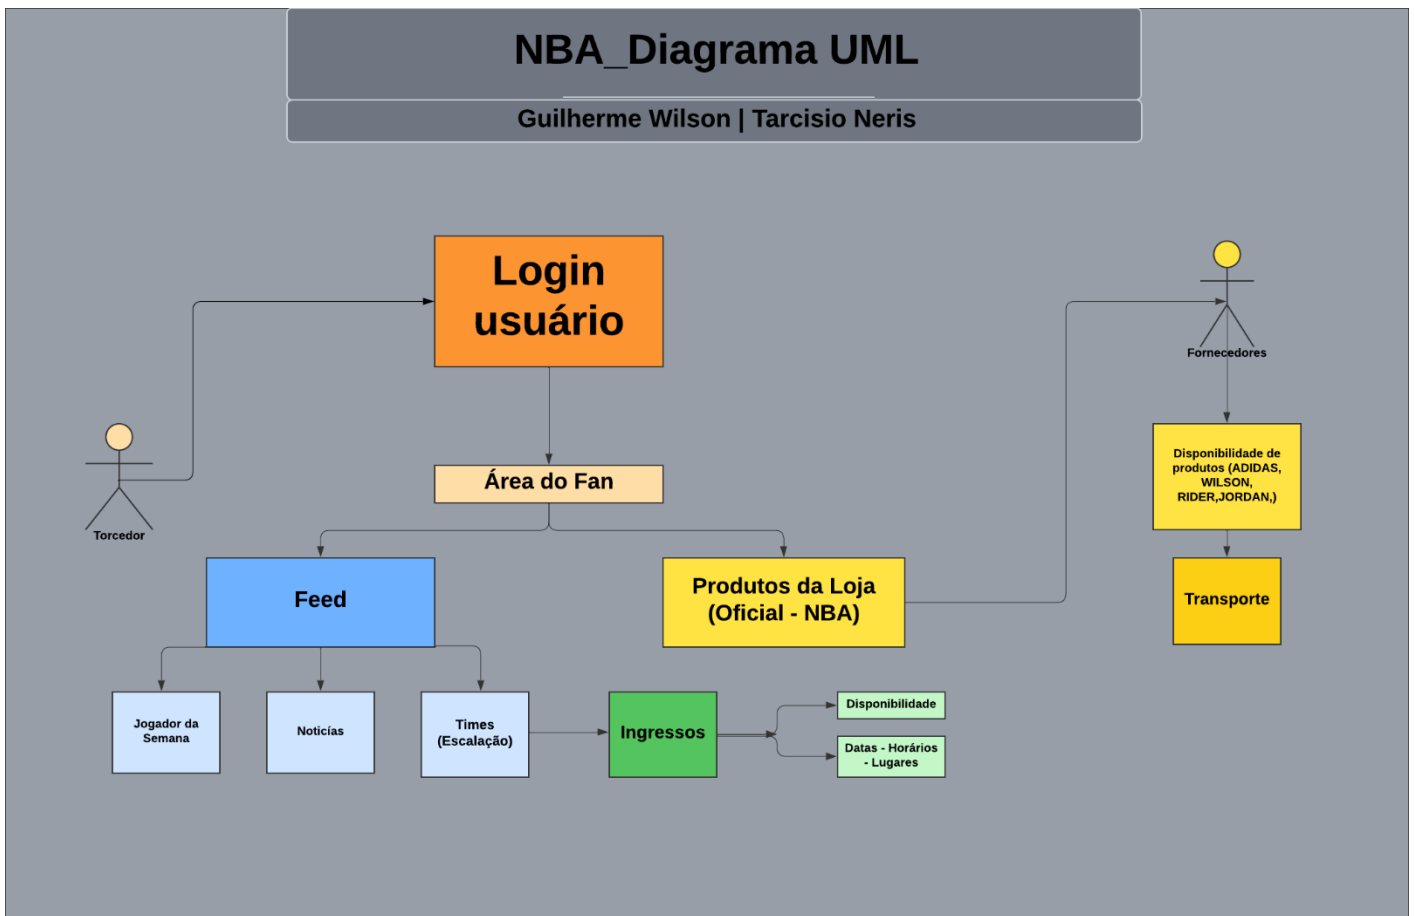 NBA_Diagrama UML
Guilherme Wilson | Tarcisio Neris
Login
usuário
Fornecedores
Torcedor
Área do Fan
Disponibilidade de
produtos (ADIDAS,
WILSON,
RIDER,JORDAN,)
Feed
Produtos da Loja
(Oficial - NBA)
Transporte
Jogador da
Semana
Noticías
Times
(Escalação)
Ingressos
Disponibilidade
Datas - Horários
- Lugares